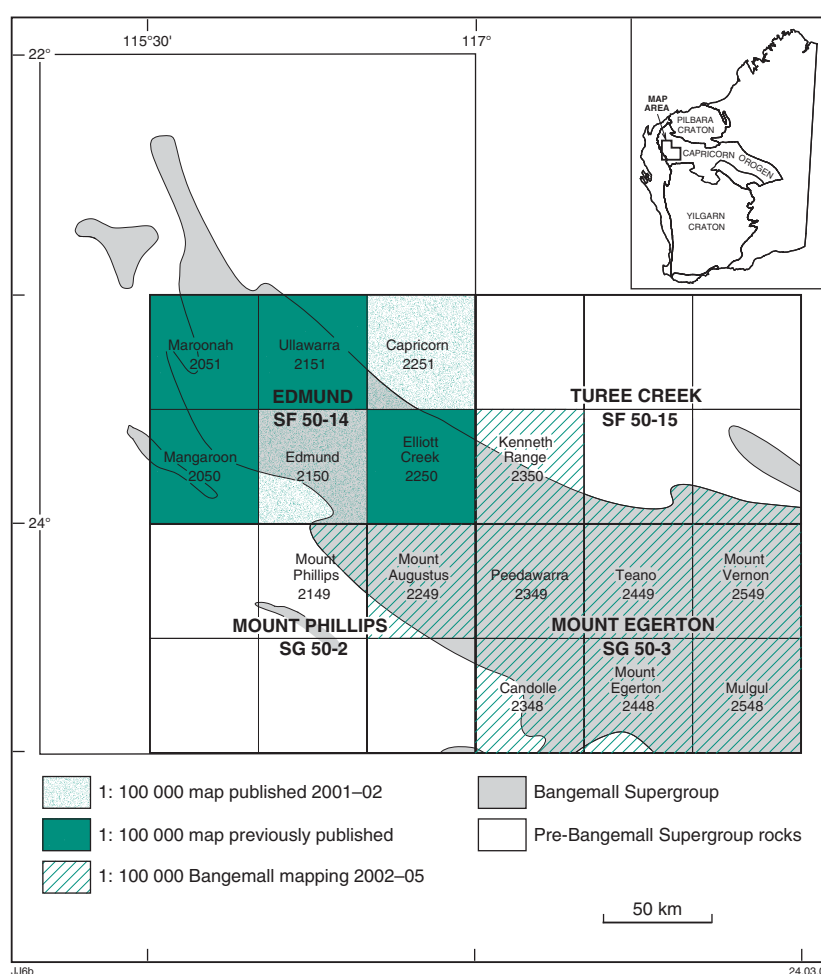 115°30'
117°
22°
24°
MAP
AREA
PILBARA
CRATON
CAPRICORN OROGEN
YILGARN
CRATON
Maroonah
2051
Ullawarra
2151
Capricorn
2251
EDMUND
SF 50-14
TUREE CREEK
SF 50-15
Mangaroon
2050
Edmund
2150
Elliott
Creek
2250
Kenneth
Range
2350
Mount
Phillips
2149
Mount
Augustus
2249
Peedawarra
2349
Teano
2449
Mount
Vernon
2549
MOUNT PHILLIPS
SG 50-2
MOUNT EGERTON
SG 50-3
Candolle
2348
Mount
Egerton
2448
Mulgul
2548
1: 100 000 map published 2001–02
1: 100 000 map previously published
1: 100 000 Bangemall mapping 2002–05
Bangemall Supergroup
Pre-Bangemall Supergroup rocks
50 km
JJ6b